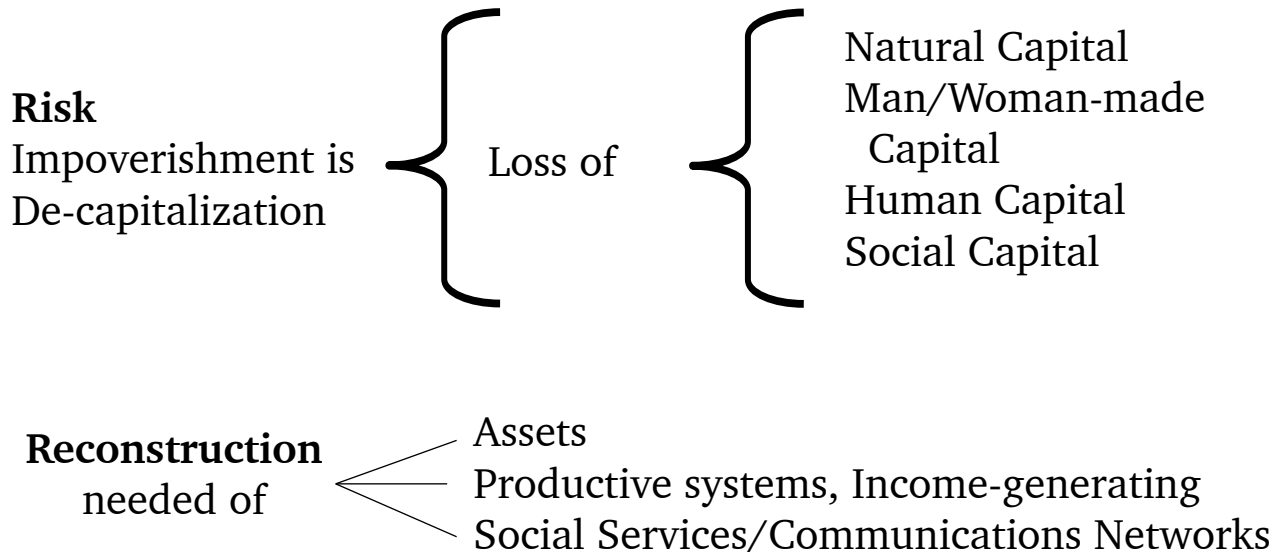 Risk
Impoverishment is
De-capitalization
Loss of
Natural Capital
Man/Woman-made
Capital
Human Capital
Social Capital
Reconstruction
needed of
Assets
Productive systems, Income-generating
Social Services/Communications Networks